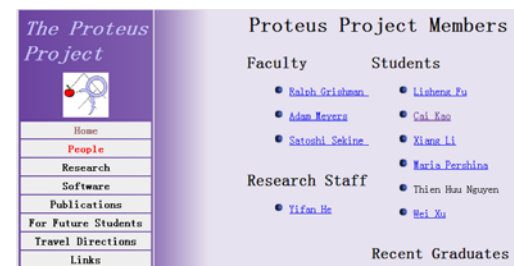 The Proteus
Project
Home
People
Research
Software
Publications
For Future Students
Travel Directions
Links
Proteus Project Members
Faculty
Ralph Grishman
Adam Meyers
Satoshi Sekine
Research Staff
Yifan He
Students
Lisheng Fu
Cai Kao
Xiang Li
Maria Pershina
Thien Huu Nguyen
Wei Xu
Recent Graduates